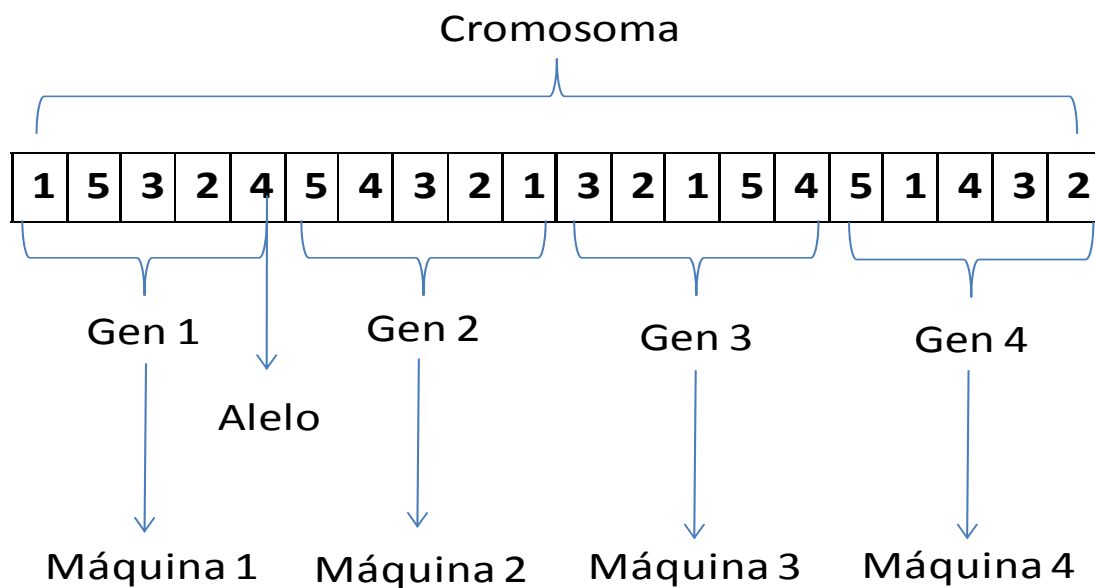 Cromosoma
1 5 3 2 4 5 4 3 2 1 3 2 1 5 4 5 1 4 3 2
Gen 1 Gen 2 Gen 3 Gen 4
Alelo
Máquina 1 Máquina 2 Máquina 3 Máquina 4